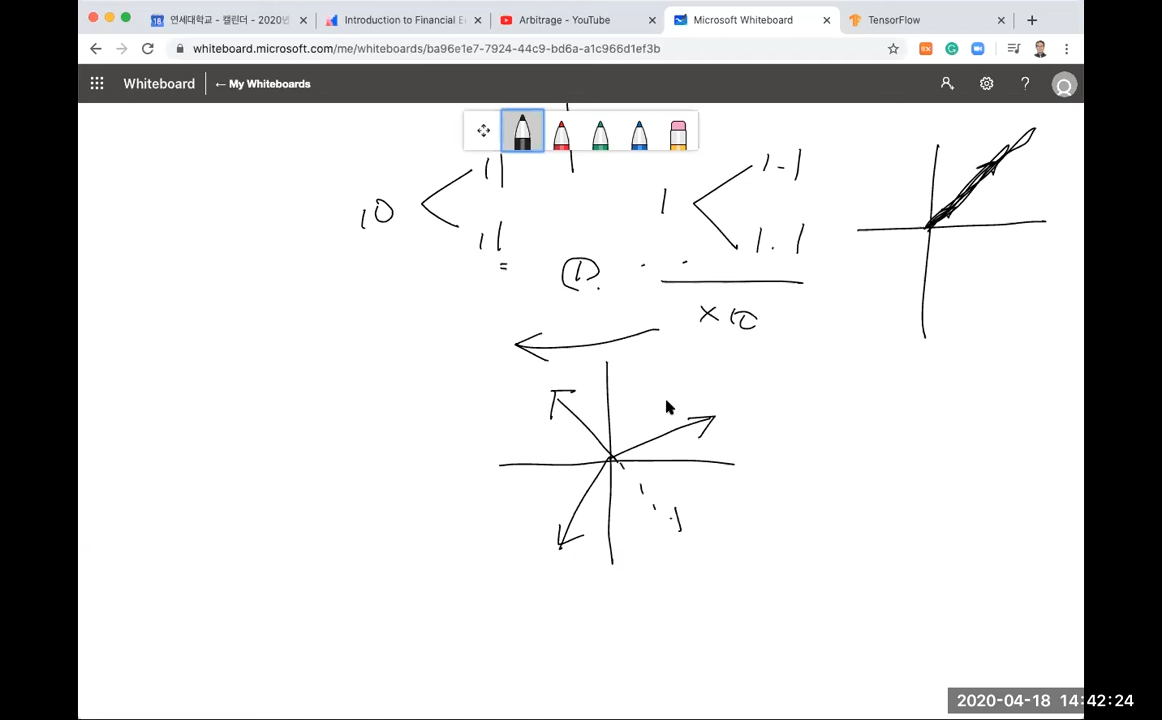 연세대학교 - 캘린더 - 2020년
Introduction to Financial E
Arbitrage - YouTube
Microsoft Whiteboard
TensorFlow
whiteboard.microsoft.com/me/whiteboards/ba96e1e7-7924-44c9-bd6a-a1c966d1ef3b
Whiteboard
← My Whiteboards
11
1.1
10
1
11
1.1
=
①
×10
2020-04-18 14:42:24